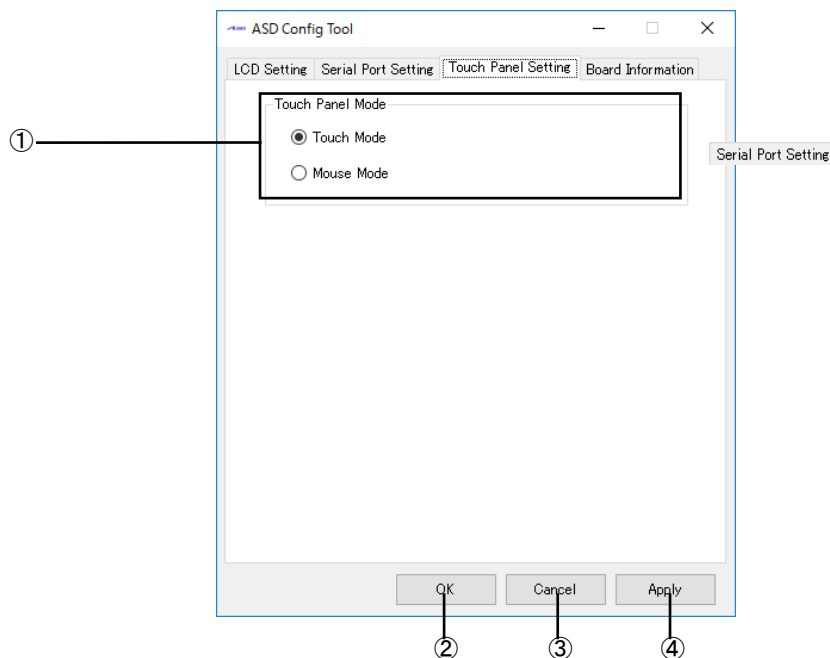 ASD Config Tool
LCD Setting Serial Port Setting Touch Panel Setting Board Information
Touch Panel Mode
① Touch Mode
Serial Port Setting
Mouse Mode
OK Cancel Apply
② ③ ④